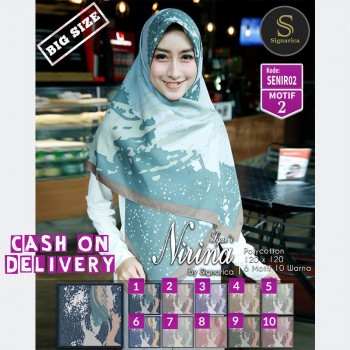 BIG SIZE
S
Signarica
Kode:
SENIR02
MOTIF
2
Nirina
by Signarica
Polycotton
120 x 120
6 Motif 10 Warna
CASH ON
DELIVERY
1 2 3 4 5
6 7 8 9 10